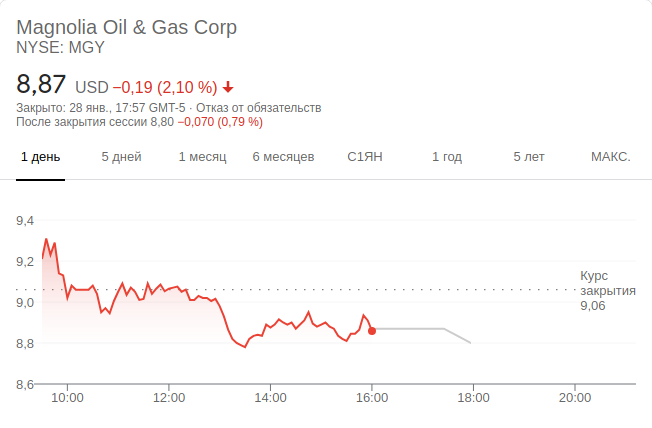 Magnolia Oil & Gas Corp
NYSE: MGY
8,87 USD −0,19 (2,10 %)
Закрыто: 28 янв., 17:57 GMT-5 · Отказ от обязательств
После закрытия сессии 8,80 −0,070 (0,79 %)
1 день 5 дней 1 месяц 6 месяцев С1ЯН 1 год 5 лет МАКС.
9,4
9,2
9,0
8,8
8,6
Курс
закрытия
9,06
10:00 12:00 14:00 16:00 18:00 20:00